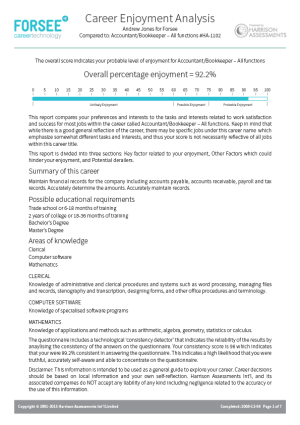 FORSEE
careertechnology
Career Enjoyment Analysis
Andrew Jones for Forsee
Compared to: Accountant/Bookkeeper – All functions #HA-1102
HARRISON
ASSESSMENTS
The overall score indicates your probable level of enjoyment for Accountant/Bookkeeper – All functions
Overall percentage enjoyment = 92.2%
0 5 10 15 20 25 30 35 40 45 50 55 60 65 70 75 80 85 90 95 100
Unlikely Enjoyment Possible Enjoyment Probable Enjoyment
This report compares your preferences and interests to the tasks and interests related to work satisfaction
and success for most jobs within the career called Accountant/Bookkeeper – All functions. Keep in mind that
while there is a good general reflection of the career, there may be specific jobs under this career name which
emphasise somewhat different tasks and interests, and thus your score is not necessarily reflective of all jobs
within this career title.
This report is divided into three sections: Key factor related to your enjoyment, Other Factors which could
hinder your enjoyment, and Potential derailers.
Summary of this career
Maintain financial records for the company including accounts payable, accounts receivable, payroll and tax
records. Accurately determine the amounts. Accurately maintain records.
Possible educational requirements
Trade school or 6-18 months of training
2 years of college or 18-36 months of training
Bachelor's Degree
Master's Degree
Areas of knowledge
Clerical
Computer software
Mathematics
CLERICAL
Knowledge of administrative and clerical procedures and systems such as word processing, managing files
and records, stenography and transcription, designing forms, and other office procedures and terminology
COMPUTER SOFTWARE
Knowledge of specialised software programs
MATHEMATICS
Knowledge of applications and methods such as arithmetic, algebra, geometry, statistics or calculus
The questionnaire includes a technological 'consistency detector' that indicates the reliability of the results by
analysing the consistency of the answers on the questionnaire. Your consistency score is 99.2 which indicates
that you were 99.2% consistent in answering the questionnaire. This indicates a high likelihood that you were
truthful, accurately self-aware and able to concentrate on the questionnaire.
Disclaimer: This information is intended to be used as a general guide to explore your career. Career decisions
should be based on local information and your own self-reflection. Harrison Assessments Int'l, and its
associated companies do NOT accept any liability of any kind including negligence related to the accuracy or
the use of this information.
Copyright © 1991-2013 Harrison Assessments Int'l Limited
Page 1 of 7